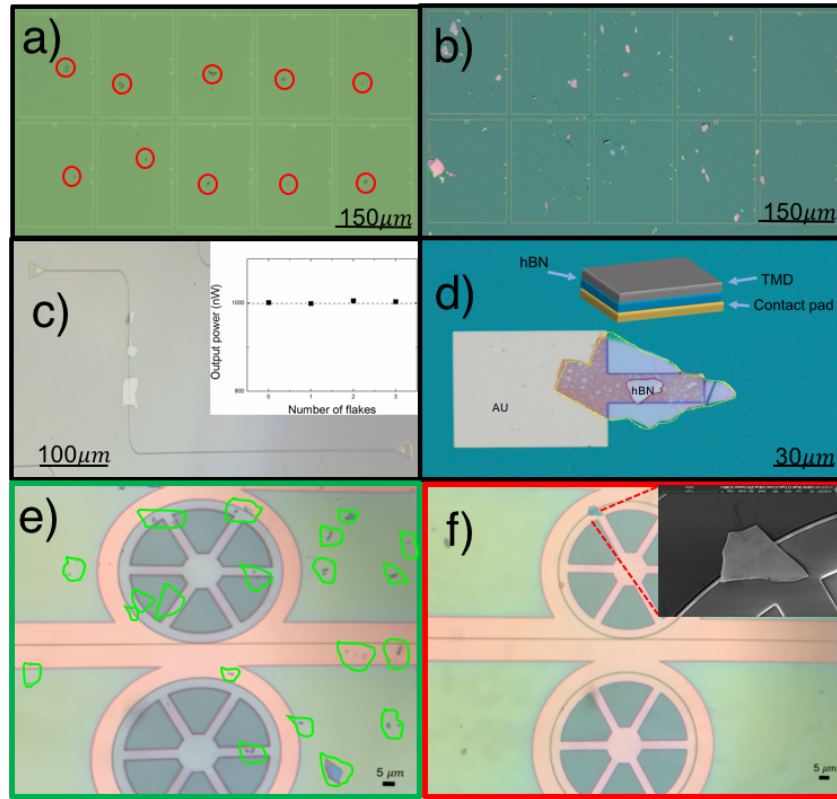 a)
150μm
b)
150μm
c)
Output power (nW)
1000
800
0
1
2
3
Number of flakes
100μm
d)
hBN
TMD
Contact pad
AU
hBN
30μm
e)
5 μm
f)
5 μm